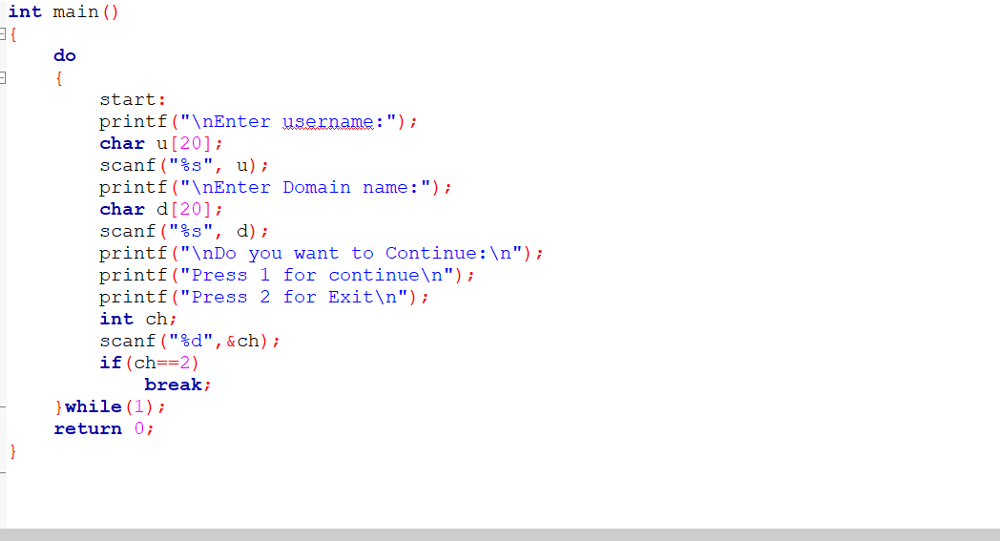 int main()
{
    do
    {
        start:
        printf("\nEnter username:");
        char u[20];
        scanf("%s", u);
        printf("\nEnter Domain name:");
        char d[20];
        scanf("%s", d);
        printf("\nDo you want to Continue:\n");
        printf("Press 1 for continue\n");
        printf("Press 2 for Exit\n");
        int ch;
        scanf("%d",&ch);
        if(ch==2)
            break;
    }while(1);
    return 0;
}